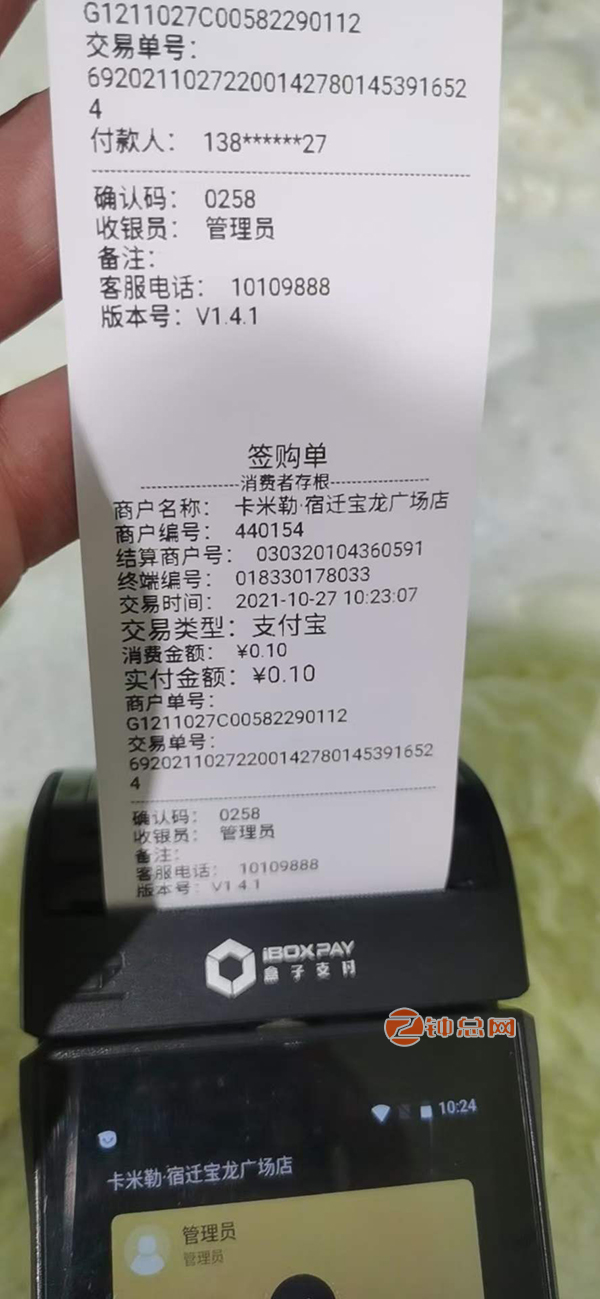 G1211027C00582290112
交易单号:
692021102722001427801453916524
4
付款人: 138******27
确认码: 0258
收银员: 管理员
备注:
客服电话: 10109888
版本号: V1.4.1
签购单
消费者存根
商户名称: 卡米勒·宿迁宝龙广场店
商户编号: 440154
结算商户号: 030320104360591
终端编号: 018330178033
交易时间: 2021-10-27 10:23:07
交易类型: 支付宝
消费金额: ¥0.10
实付金额: ¥0.10
商户单号:
G1211027C00582290112
交易单号:
69202110272200142780145391652
4
确认码: 0258
收银员: 管理员
备注:
客服电话: 10109888
版本号: V1.4.1
iBOXPAY
盒子支付
钟总网
10:24
卡米勒·宿迁宝龙广场店
管理员
管理员